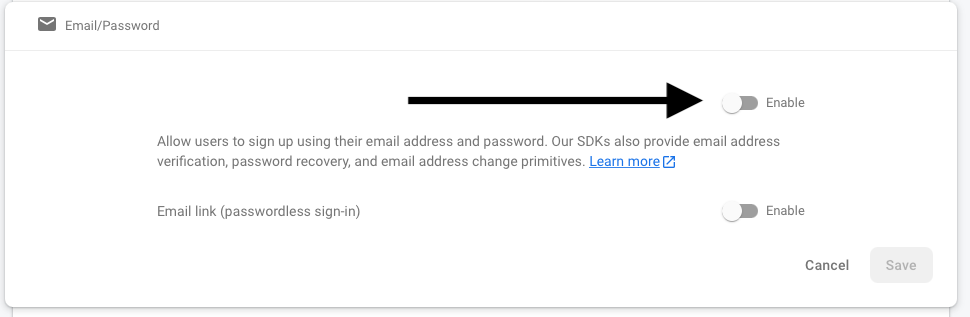 Email/Password
Enable
Allow users to sign up using their email address and password. Our SDKs also provide email address
verification, password recovery, and email address change primitives. Learn more
Email link (passwordless sign-in)
Enable
Cancel
Save